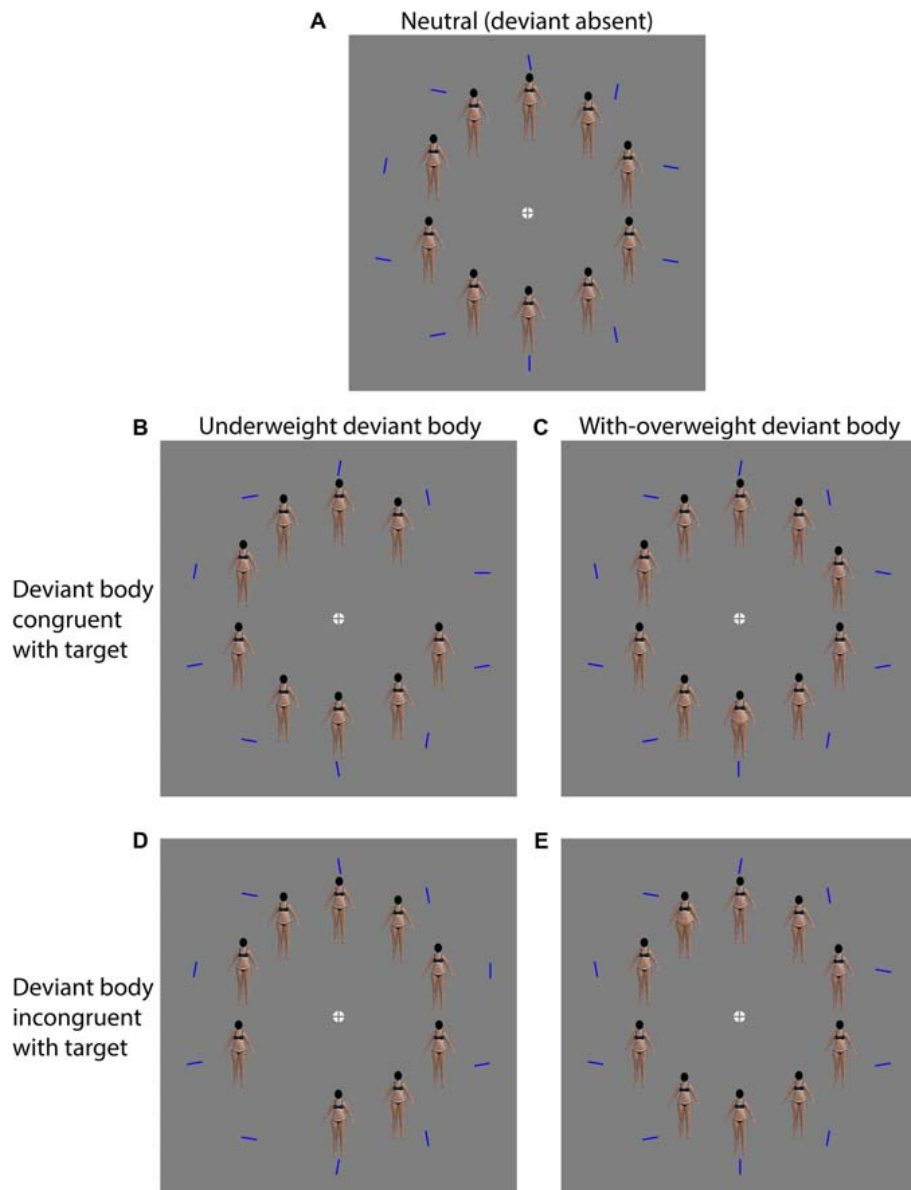 A Neutral (deviant absent)
B Underweight deviant body
C With-overweight deviant body
Deviant body
congruent
with target
D
E
Deviant body
incongruent
with target